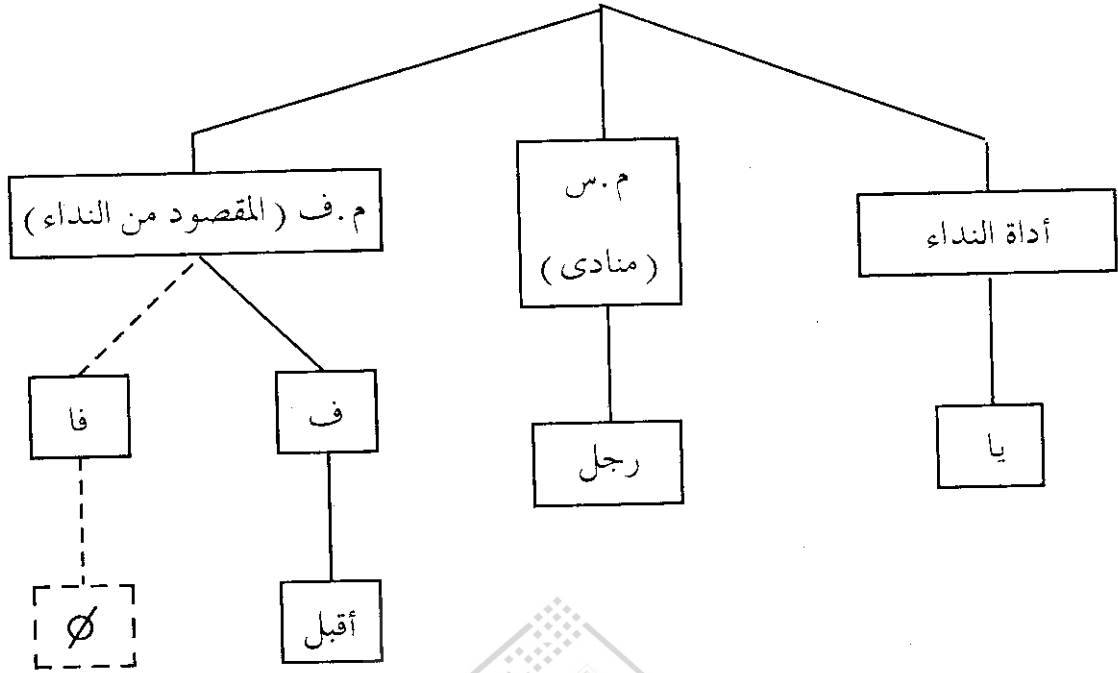 أداة النداء
م.س
(منادى)
م.ف (المقصود من النداء)
يا
رجل
ف
فا
أقبل
Ø